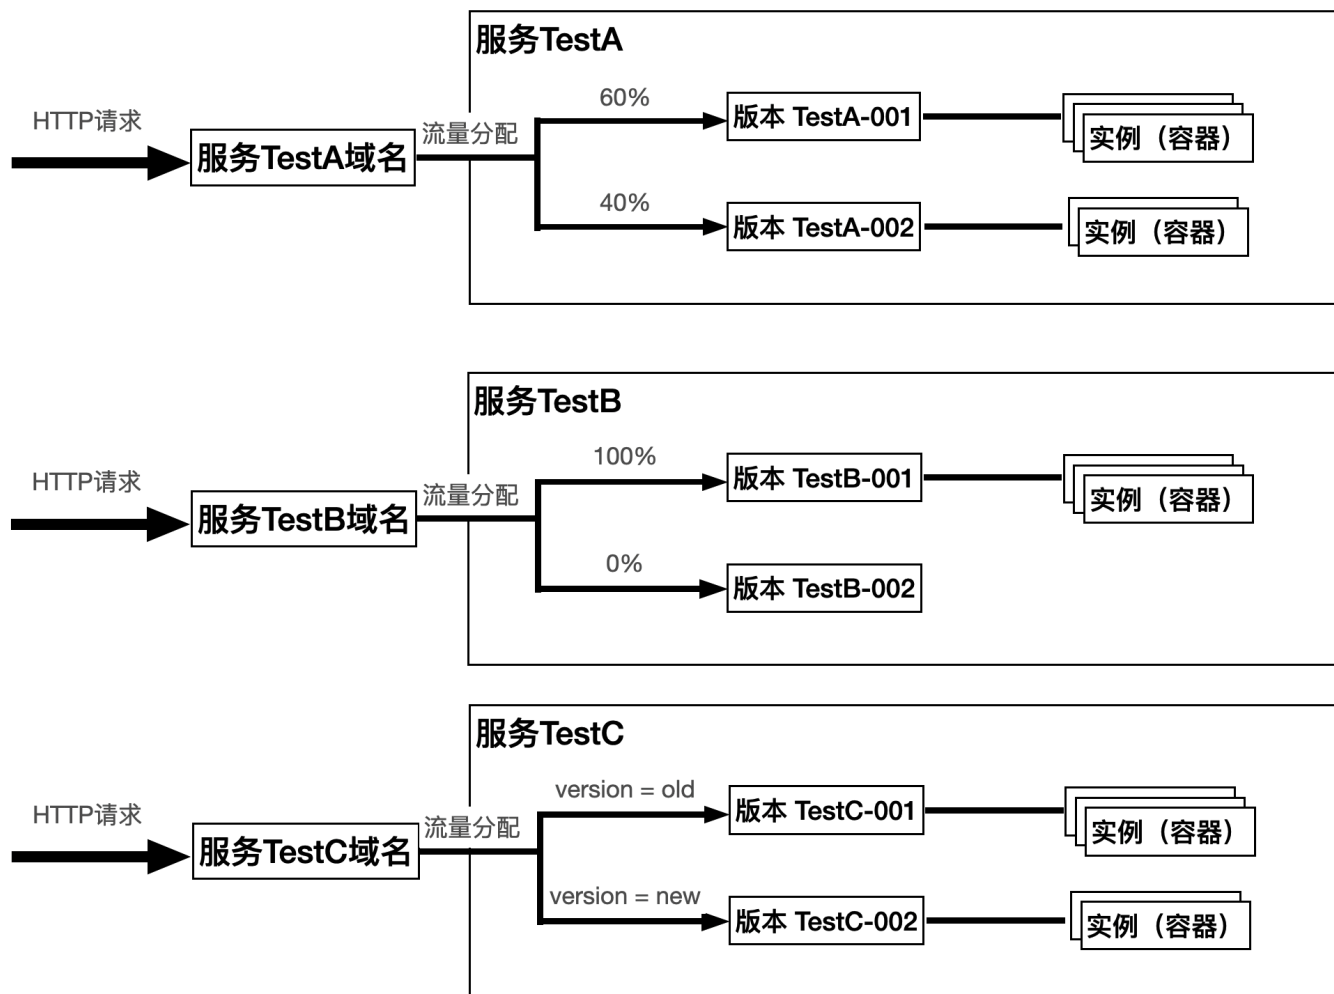 服务TestA
HTTP请求
服务TestA域名
流量分配
60%
版本 TestA-001
实例（容器）
40%
版本 TestA-002
实例（容器）
服务TestB
HTTP请求
服务TestB域名
流量分配
100%
版本 TestB-001
实例（容器）
0%
版本 TestB-002
服务TestC
HTTP请求
服务TestC域名
流量分配
version = old
版本 TestC-001
实例（容器）
version = new
版本 TestC-002
实例（容器）